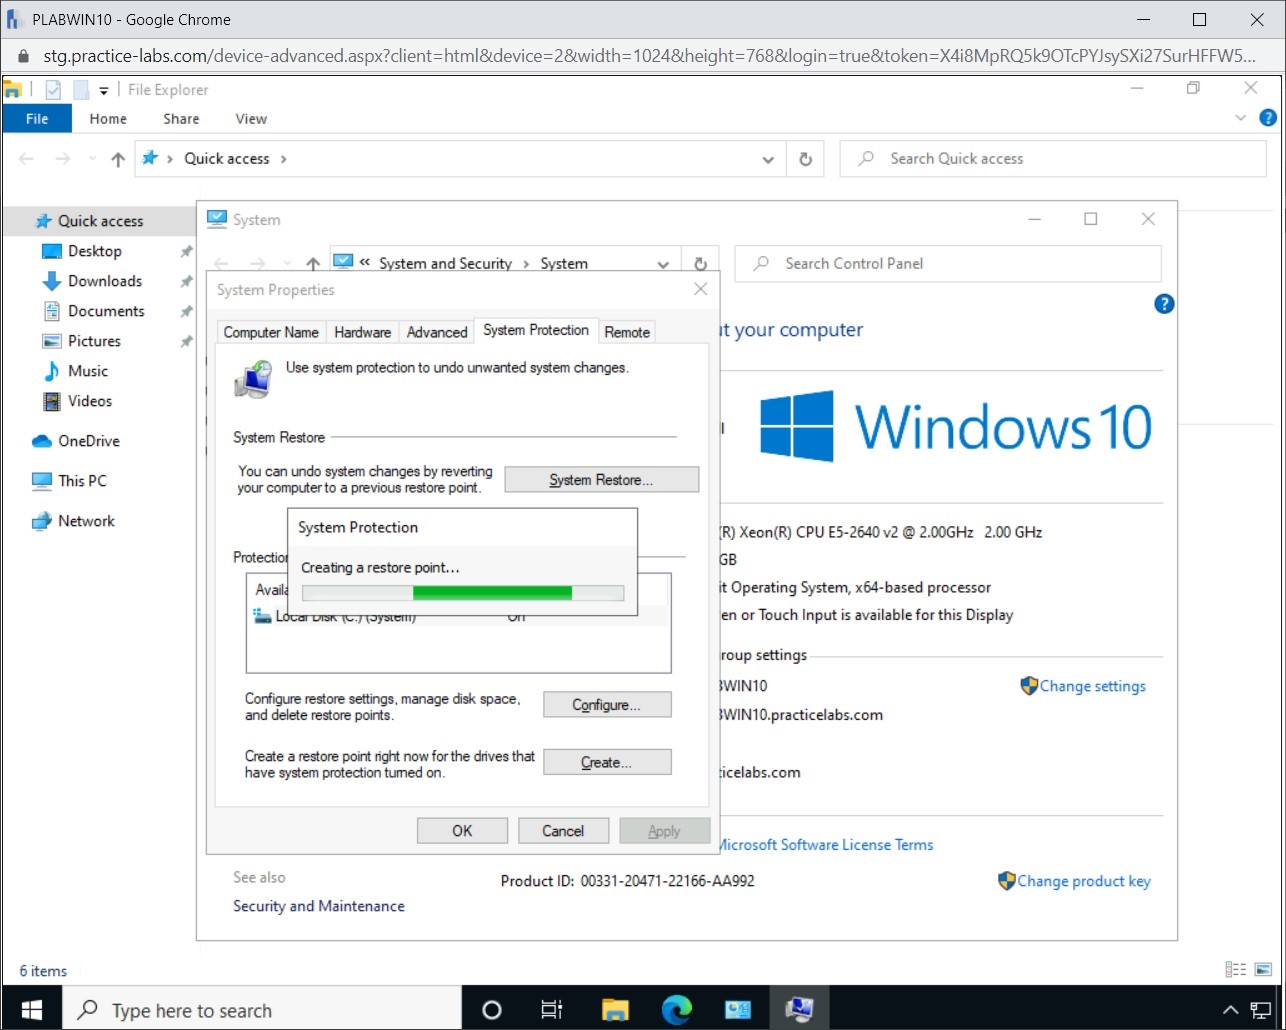 PLABWIN10 - Google Chrome
stg.practice-labs.com/device-advanced.aspx?client=html&device=2&width=1024&height=768&login=true&token=X4i8MpRQ5k9OTcPYJsySXi27SurHFFW5...
File Explorer
File Home Share View
Quick access
Search Quick access
Quick access
Desktop
Downloads
Documents
Pictures
Music
Videos
OneDrive
This PC
Network
System
« System and Security › System
Search Control Panel
System Properties
Computer Name Hardware Advanced System Protection Remote
Use system protection to undo unwanted system changes.
System Restore
You can undo system changes by reverting
your computer to a previous restore point.
System Restore...
System Protection
Creating a restore point...
Protection
Availa
Local Disk (C:) (System) On
Configure restore settings, manage disk space,
and delete restore points.
Configure...
Create a restore point right now for the drives that
have system protection turned on.
Create...
OK Cancel Apply
ut your computer
Windows 10
(R) Xeon(R) CPU E5-2640 v2 @ 2.00GHz 2.00 GHz
GB
it Operating System, x64-based processor
en or Touch Input is available for this Display
roup settings
BWIN10
Change settings
BWIN10.practicelabs.com
ticelabs.com
Microsoft Software License Terms
See also
Product ID: 00331-20471-22166-AA992
Change product key
Security and Maintenance
6 items
Type here to search